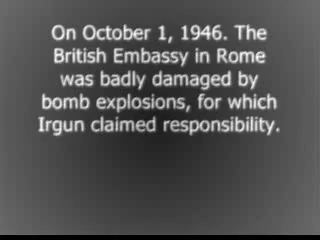 On October 1, 1946. The
British Embassy in Rome
was badly damaged by
bomb explosions, for which
Irgun claimed responsibility.